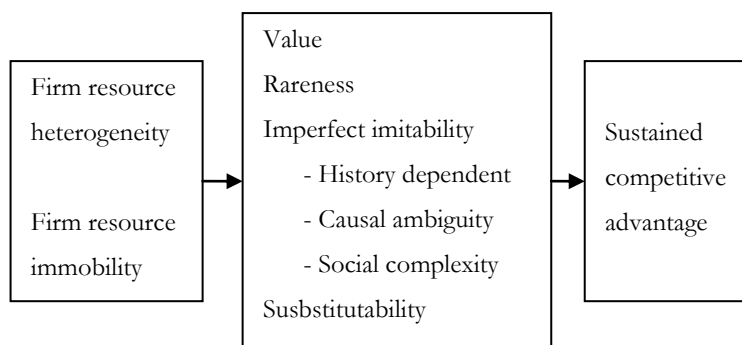 Firm resource
heterogeneity
Firm resource
immobility
Value
Rareness
Imperfect imitability
- History dependent
- Causal ambiguity
- Social complexity
Susbstitutability
Sustained
competitive
advantage